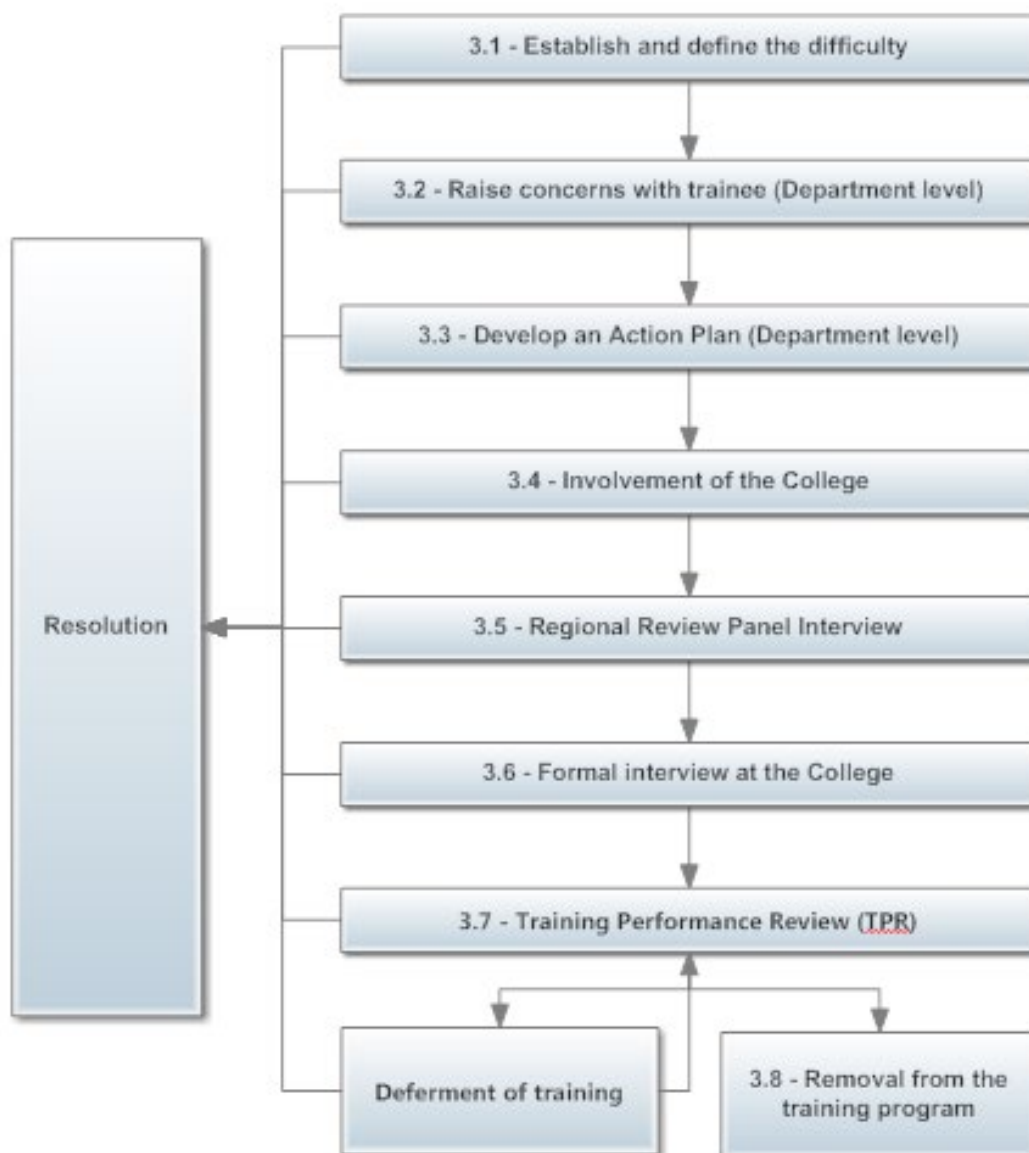 3.1 - Establish and define the difficulty
3.2 - Raise concerns with trainee (Department level)
3.3 - Develop an Action Plan (Department level)
3.4 - Involvement of the College
Resolution
3.5 - Regional Review Panel Interview
3.6 - Formal interview at the College
3.7 - Training Performance Review (TPR)
Deferment of training
3.8 - Removal from the
training program